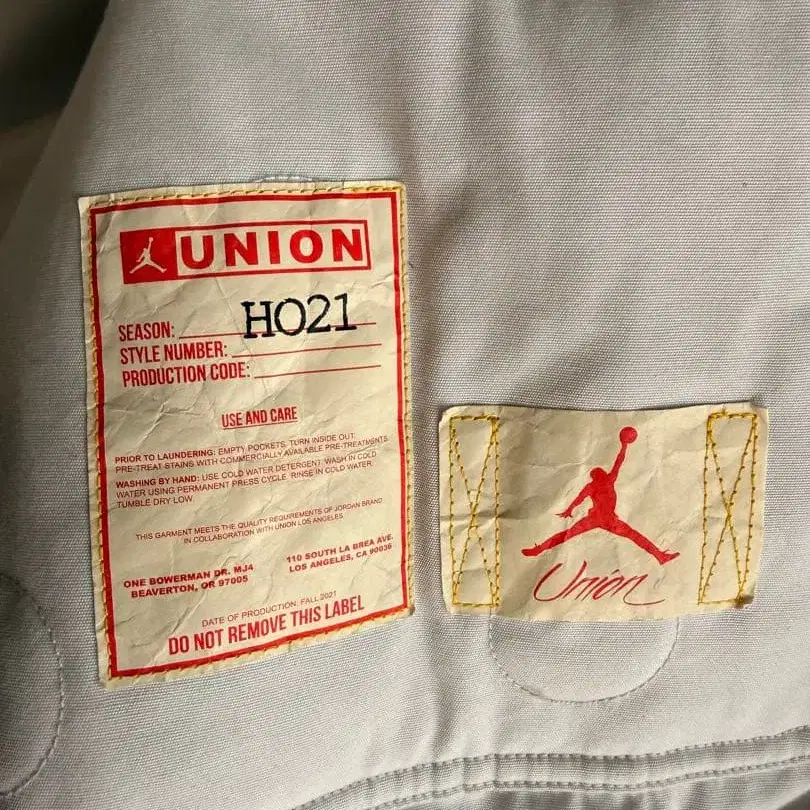 UNION
SEASON: HO21
STYLE NUMBER:
PRODUCTION CODE:
USE AND CARE
PRIOR TO LAUNDERING: EMPTY POCKETS, TURN INSIDE OUT.
PRE-TREAT STAINS WITH COMMERCIALLY AVAILABLE PRE-TREATMENTS.
WASHING BY HAND: USE COLD WATER DETERGENT. WASH IN COLD
WATER USING PERMANENT PRESS CYCLE. RINSE IN COLD WATER.
TUMBLE DRY LOW.
THIS GARMENT MEETS THE QUALITY REQUIREMENTS OF JORDAN BRAND
IN COLLABORATION WITH UNION LOS ANGELES.
ONE BOWERMAN DR. MJ4
BEAVERTON, OR 97005
110 SOUTH LA BREA AVE.
LOS ANGELES, CA 90036
DATE OF PRODUCTION: FALL 2021
DO NOT REMOVE THIS LABEL
Union